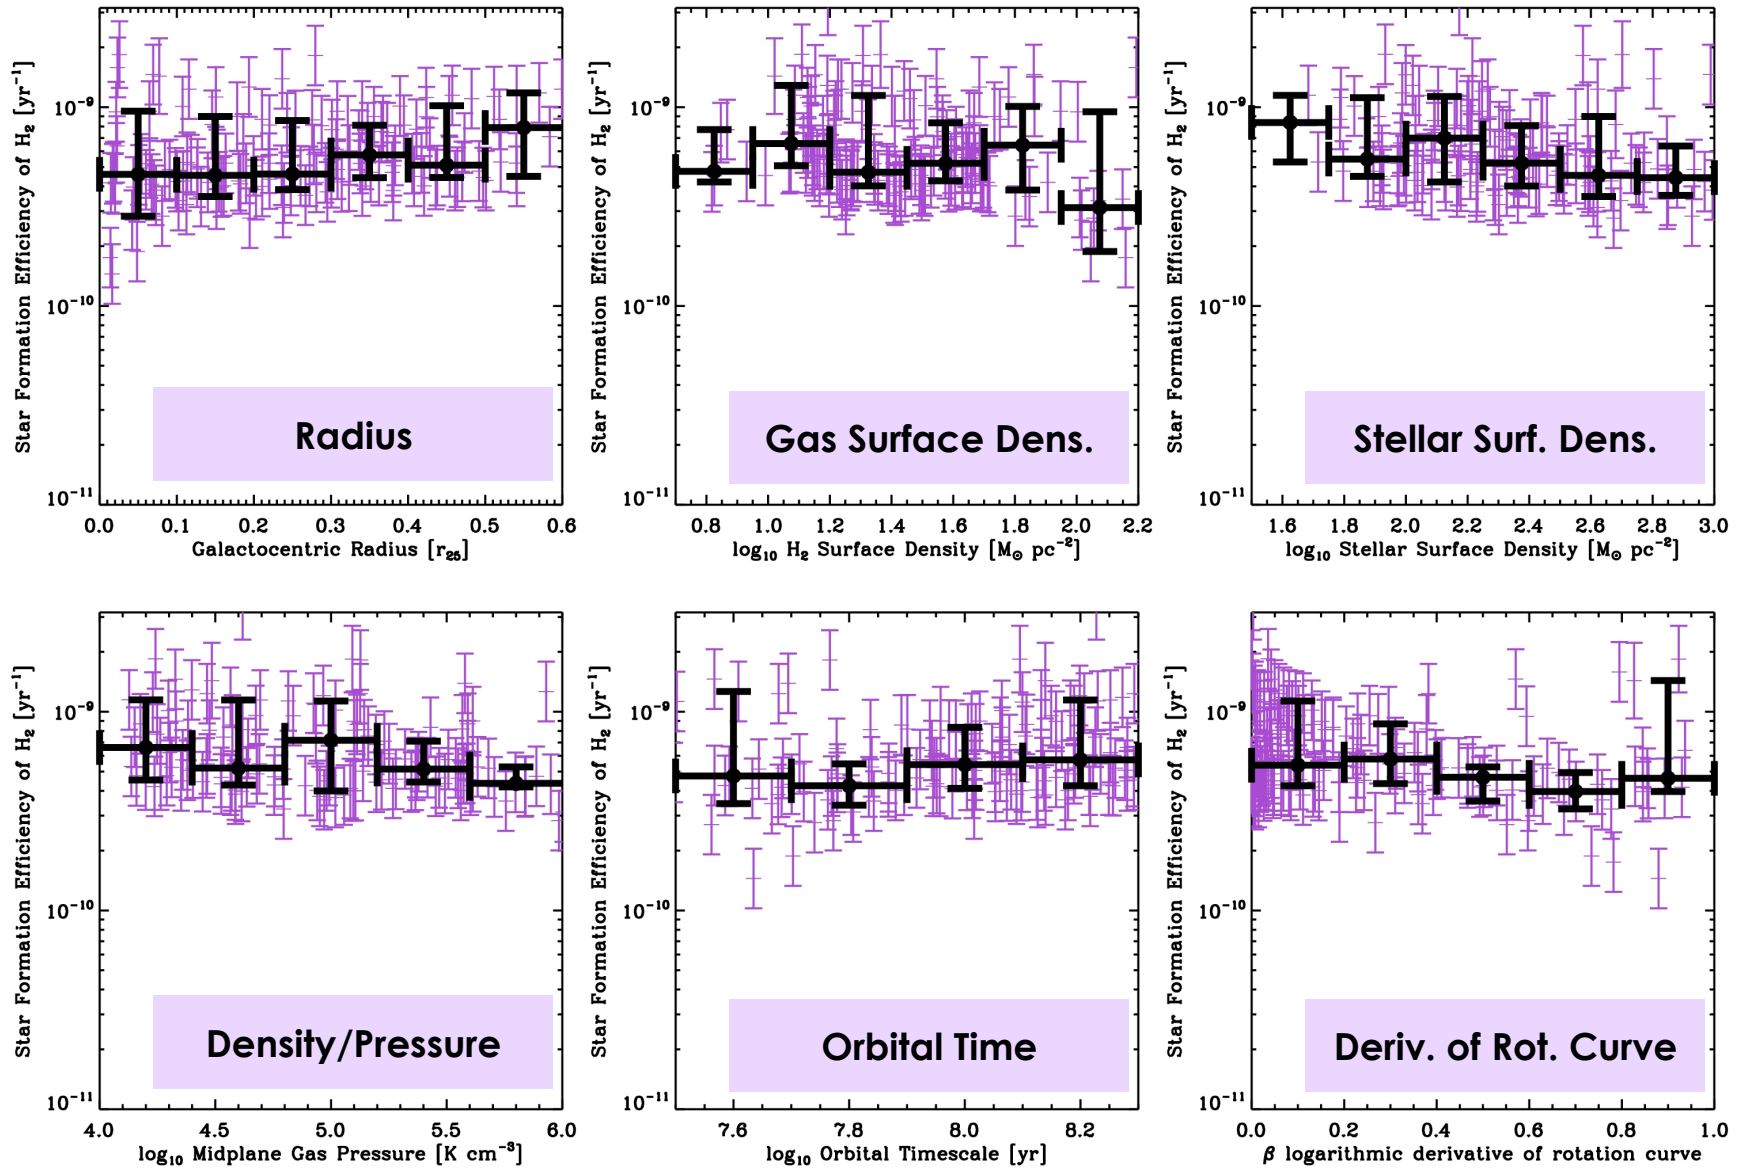 Star Formation Efficiency of H₂ [yr⁻¹]
10⁻⁹
10⁻¹⁰
10⁻¹¹
Radius
0.0 0.1 0.2 0.3 0.4 0.5 0.6
Galactocentric Radius [r₂₅]
Star Formation Efficiency of H₂ [yr⁻¹]
10⁻⁹
10⁻¹⁰
10⁻¹¹
Gas Surface Dens.
0.8 1.0 1.2 1.4 1.6 1.8 2.0 2.2
log₁₀ H₂ Surface Density [M⊙ pc⁻²]
Star Formation Efficiency of H₂ [yr⁻¹]
10⁻⁹
10⁻¹⁰
10⁻¹¹
Stellar Surf. Dens.
1.6 1.8 2.0 2.2 2.4 2.6 2.8 3.0
log₁₀ Stellar Surface Density [M⊙ pc⁻²]
Star Formation Efficiency of H₂ [yr⁻¹]
10⁻⁹
10⁻¹⁰
10⁻¹¹
Density/Pressure
4.0 4.5 5.0 5.5 6.0
log₁₀ Midplane Gas Pressure [K cm⁻³]
Star Formation Efficiency of H₂ [yr⁻¹]
10⁻⁹
10⁻¹⁰
10⁻¹¹
Orbital Time
7.6 7.8 8.0 8.2
log₁₀ Orbital Timescale [yr]
Star Formation Efficiency of H₂ [yr⁻¹]
10⁻⁹
10⁻¹⁰
10⁻¹¹
Deriv. of Rot. Curve
0.0 0.2 0.4 0.6 0.8 1.0
β logarithmic derivative of rotation curve